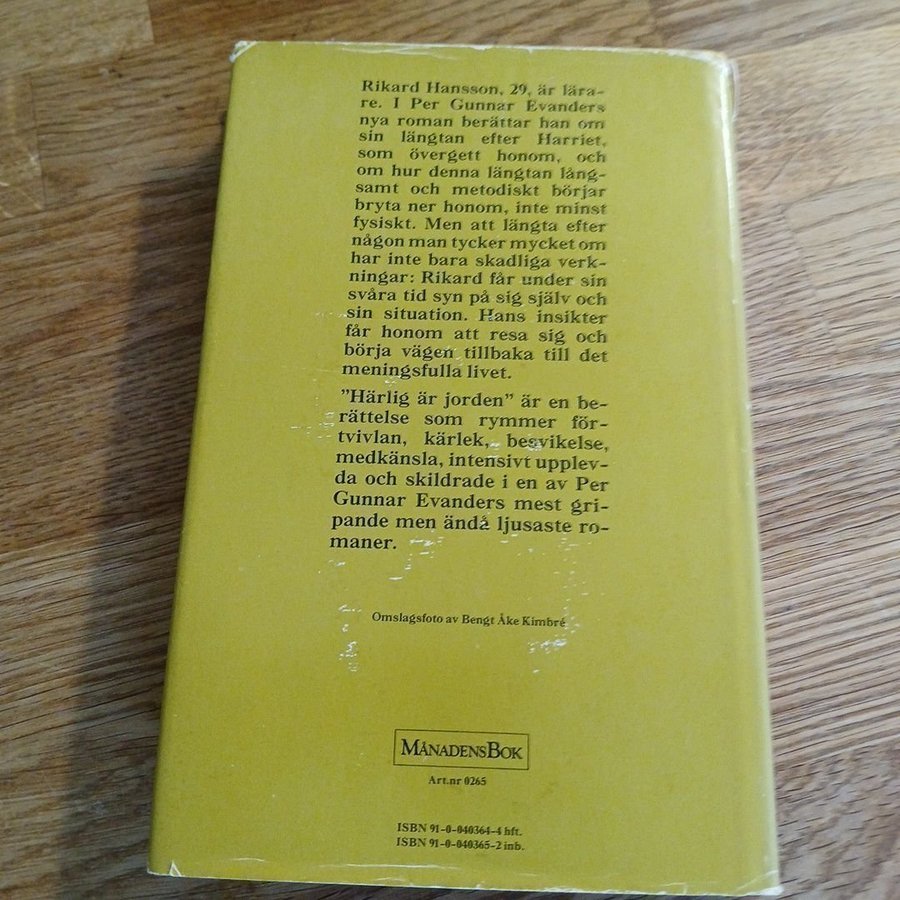 Rikard Hansson, 29, är lära-
re. I Per Gunnar Evanders
nya roman berättar han om
sin längtan efter Harriet,
som övergett honom, och
om hur denna längtan lång-
samt och metodiskt börjar
bryta ner honom, inte minst
fysiskt. Men att längta efter
någon man tycker mycket om
har inte bara skadliga verk-
ningar: Rikard får under sin
svåra tid syn på sig själv och
sin situation. Hans insikter
får honom att resa sig och
börja vägen tillbaka till det
meningsfulla livet.
”Härlig är jorden” är en be-
rättelse som rymmer för-
tvivlan, kärlek, besvikelse,
medkänsla, intensivt upplev-
da och skildrade i en av Per
Gunnar Evanders mest gri-
pande men ändå ljusaste ro-
maner.
Omslagsfoto av Bengt Åke Kimbré
MÅNADENSBOK
Art.nr 0265
ISBN 91-0-040364-4 hft.
ISBN 91-0-040365-2 inb.